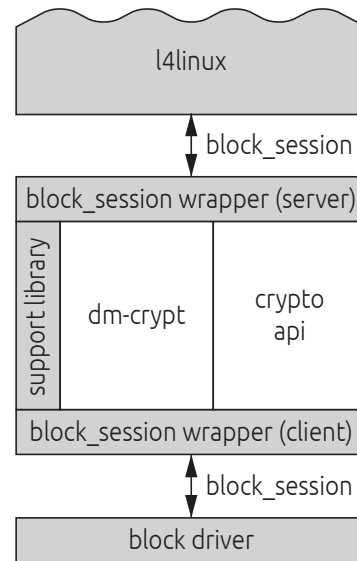 l4linux
block_session
block_session wrapper (server)
support library
dm-crypt
crypto
api
block_session wrapper (client)
block_session
block driver